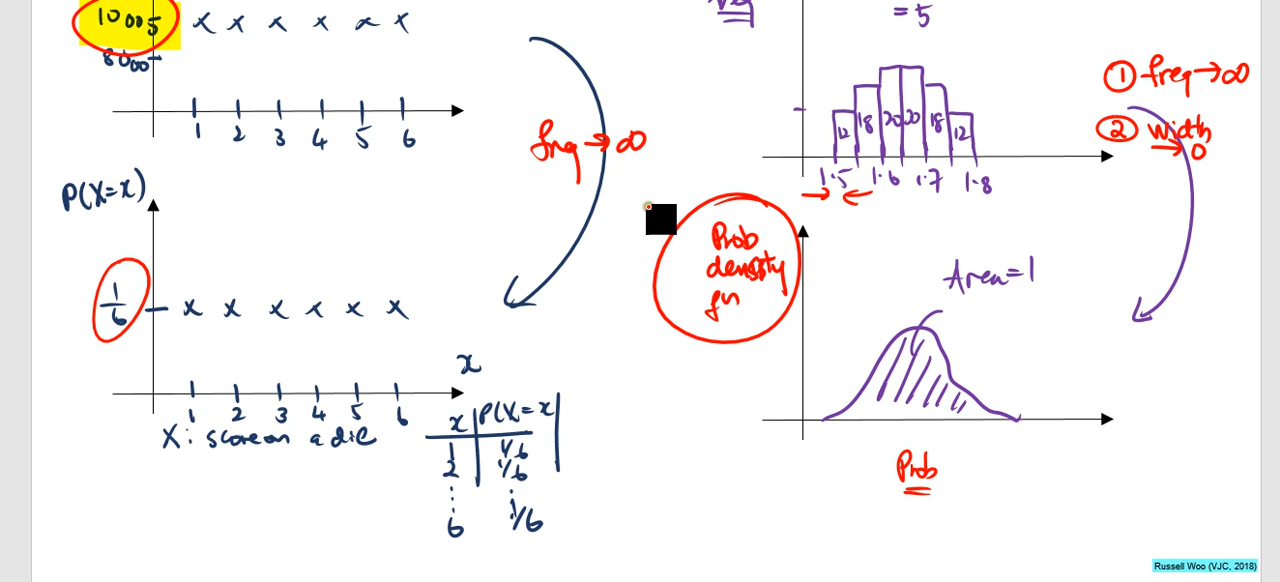 10005
8000
1 2 3 4 5 6
freq → ∞
P(X=x)
1/6
x
1 2 3 4 5 6
X: score on a die
x P(X=x)
1 1/6
2 1/6
⋮ ⋮
6 1/6
= 5
12 18 20 20 18 12
1.5 1.6 1.7 1.8
① freq → ∞
② width → 0
Prob
density
fn
Area = 1
Prob
Russell Woo (VJC, 2018)